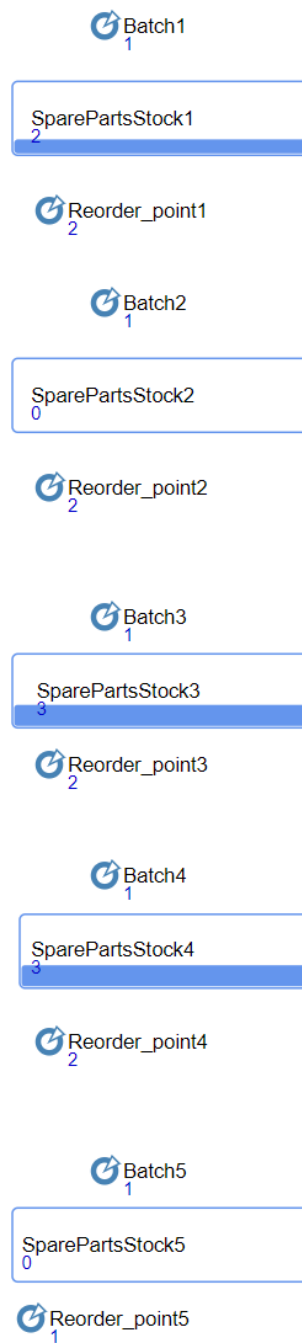 Batch1
1
SparePartsStock1
2
Reorder_point1
2
Batch2
1
SparePartsStock2
0
Reorder_point2
2
Batch3
1
SparePartsStock3
3
Reorder_point3
2
Batch4
1
SparePartsStock4
3
Reorder_point4
2
Batch5
1
SparePartsStock5
0
Reorder_point5
1